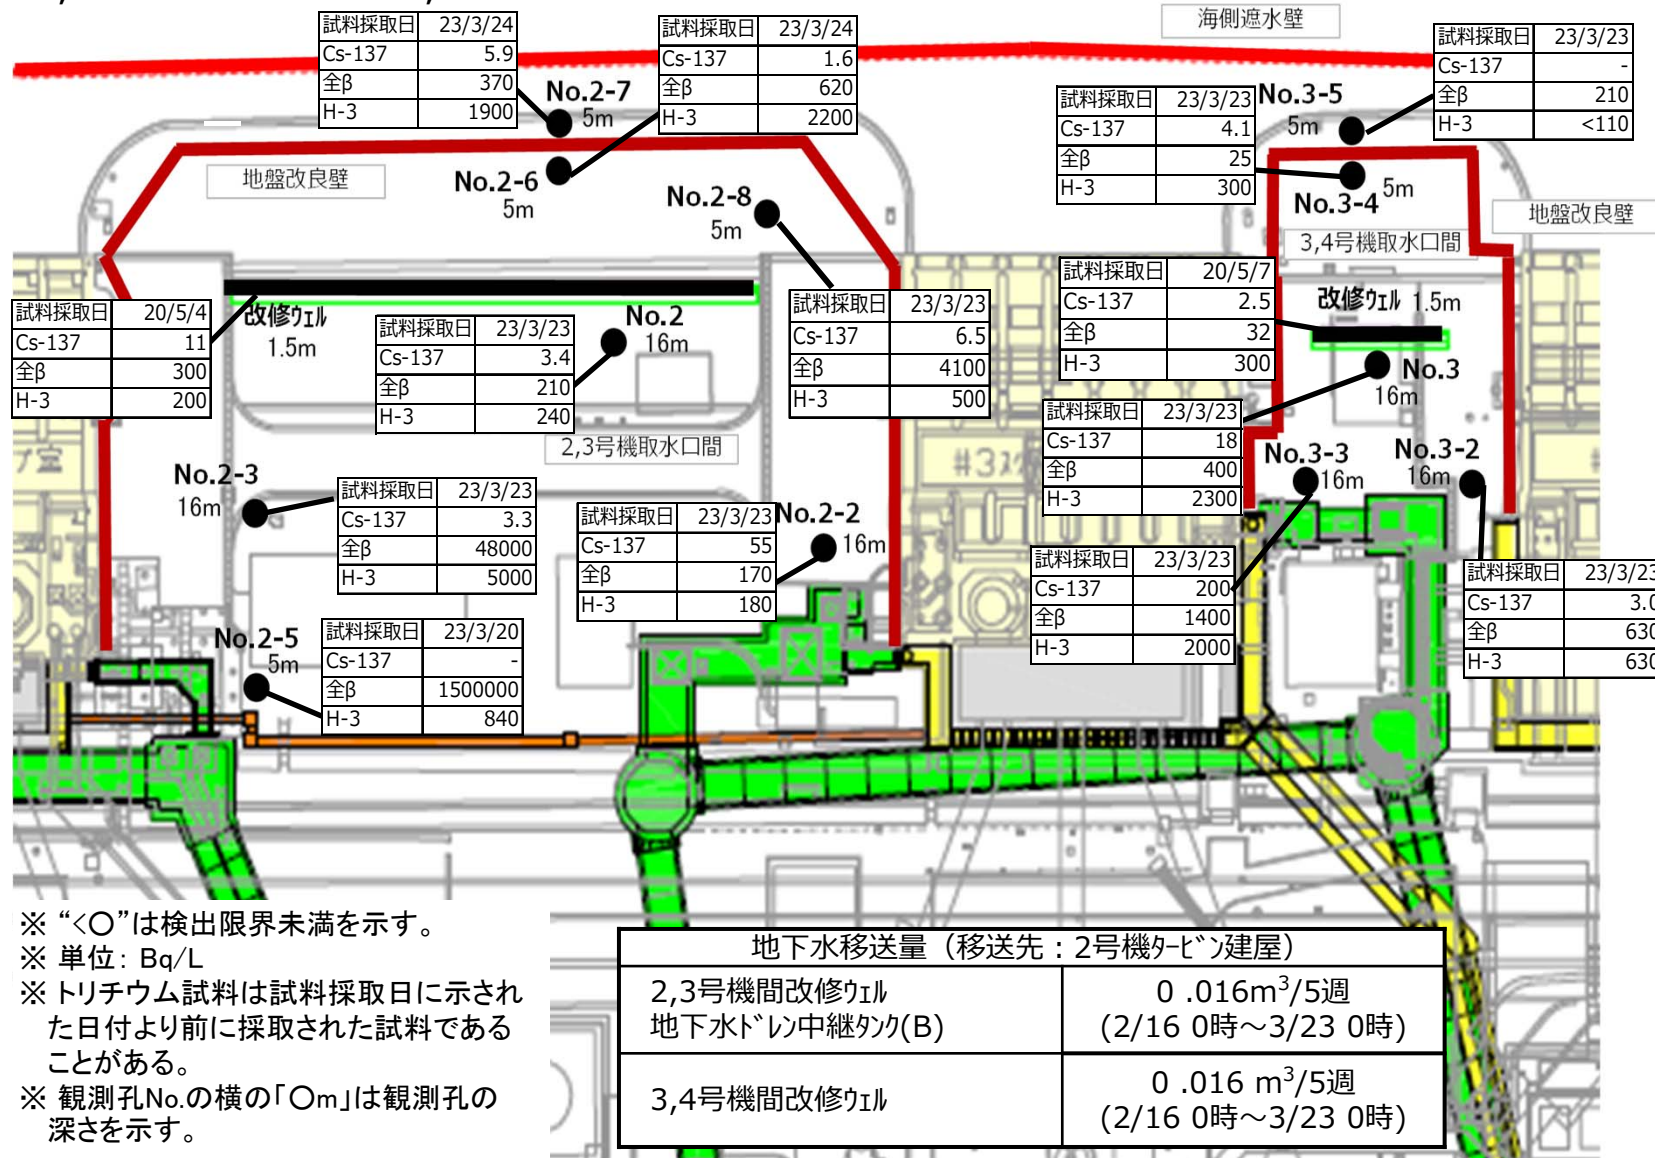 海側遮水壁
試料採取日 23/3/24
Cs-137 5.9
全β 370
H-3 1900
No.2-7
5m
試料採取日 23/3/24
Cs-137 1.6
全β 620
H-3 2200
No.2-6
5m
地盤改良壁
No.2-8
5m
試料採取日 23/3/23
Cs-137 6.5
全β 4100
H-3 500
試料採取日 23/3/23
Cs-137 4.1
全β 25
H-3 300
No.3-5
5m
試料採取日 23/3/23
Cs-137 -
全β 210
H-3 <110
No.3-4
5m
地盤改良壁
3,4号機取水口間
試料採取日 20/5/7
Cs-137 2.5
全β 32
H-3 300
改修ウェル 1.5m
試料採取日 20/5/4
Cs-137 11
全β 300
H-3 200
改修ウェル
1.5m
試料採取日 23/3/23
Cs-137 3.4
全β 210
H-3 240
No.2
16m
2,3号機取水口間
No.3
16m
試料採取日 23/3/23
Cs-137 18
全β 400
H-3 2300
No.3-3
16m
No.3-2
16m
No.2-3
16m
試料採取日 23/3/23
Cs-137 3.3
全β 48000
H-3 5000
試料採取日 23/3/23
Cs-137 55
全β 170
H-3 180
No.2-2
16m
試料採取日 23/3/23
Cs-137 200
全β 1400
H-3 2000
試料採取日 23/3/23
Cs-137 3.0
全β 630
H-3 630
No.2-5
5m
試料採取日 23/3/20
Cs-137 -
全β 1500000
H-3 840
※ “<〇”は検出限界未満を示す。
※ 単位: Bq/L
※ トリチウム試料は試料採取日に示され
た日付より前に採取された試料である
ことがある。
※ 観測孔No.の横の「〇m」は観測孔の
深さを示す。
地下水移送量（移送先：2号機ﾀｰﾋﾞﾝ建屋）
2,3号機間改修ウェル
地下水ﾄﾞﾚﾝ中継ﾀﾝｸ(B)
0 .016m³/5週
(2/16 0時～3/23 0時)
3,4号機間改修ウェル
0 .016 m³/5週
(2/16 0時～3/23 0時)